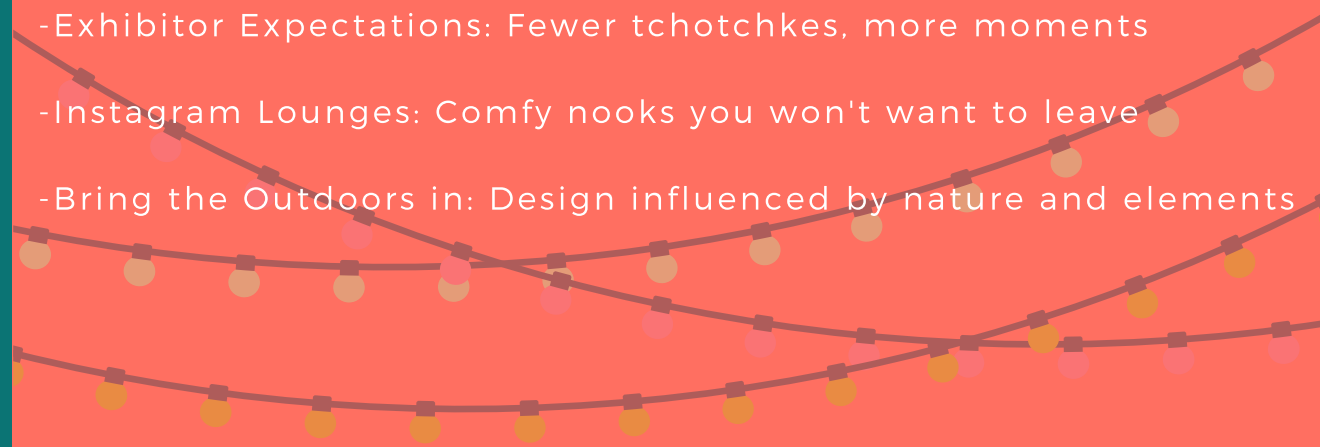 -Exhibitor Expectations: Fewer tchotchkes, more moments
-Instagram Lounges: Comfy nooks you won't want to leave
-Bring the Outdoors in: Design influenced by nature and elements